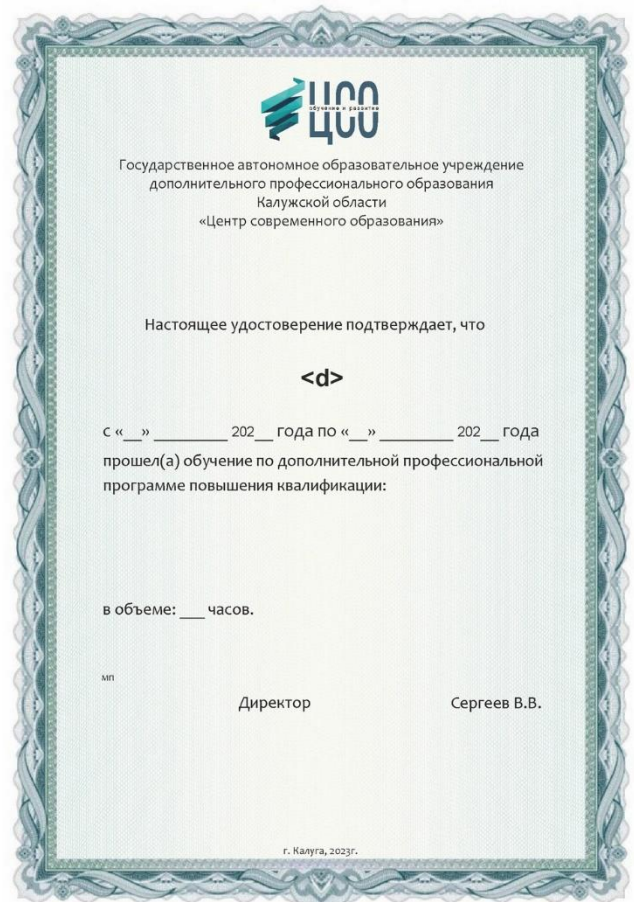 ЦСО
обучение и развитие
Государственное автономное образовательное учреждение
дополнительного профессионального образования
Калужской области
«Центр современного образования»
Настоящее удостоверение подтверждает, что
<d>
с «__» _________ 202__ года по «__» _________ 202__ года
прошел(а) обучение по дополнительной профессиональной
программе повышения квалификации:
в объеме: ___ часов.
мп
Директор Сергеев В.В.
г. Калуга, 2023г.